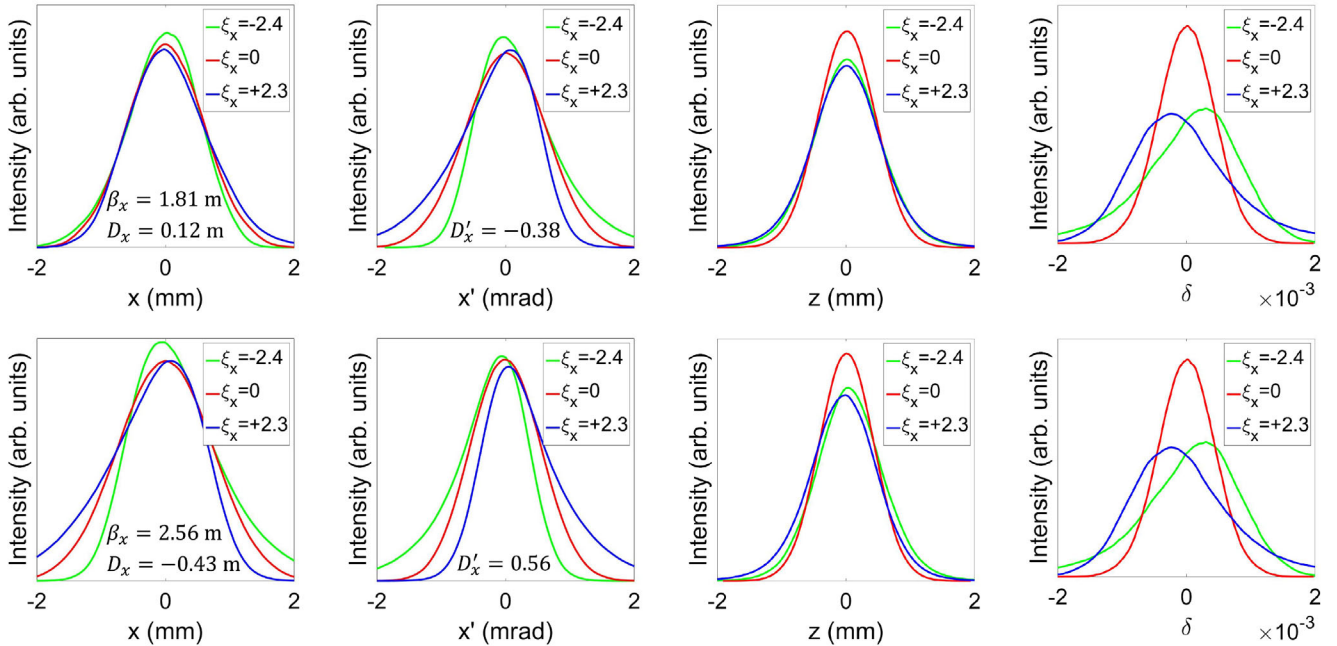 Intensity (arb. units)
ξₓ=-2.4
ξₓ=0
ξₓ=+2.3
βₓ = 1.81 m
Dₓ = 0.12 m
-2 0 2
x (mm)
Intensity (arb. units)
ξₓ=-2.4
ξₓ=0
ξₓ=+2.3
D′ₓ = −0.38
-2 0 2
x' (mrad)
Intensity (arb. units)
ξₓ=-2.4
ξₓ=0
ξₓ=+2.3
-2 0 2
z (mm)
Intensity (arb. units)
ξₓ=-2.4
ξₓ=0
ξₓ=+2.3
-2 0 2
δ ×10⁻³
Intensity (arb. units)
ξₓ=-2.4
ξₓ=0
ξₓ=+2.3
βₓ = 2.56 m
Dₓ = −0.43 m
-2 0 2
x (mm)
Intensity (arb. units)
ξₓ=-2.4
ξₓ=0
ξₓ=+2.3
D′ₓ = 0.56
-2 0 2
x' (mrad)
Intensity (arb. units)
ξₓ=-2.4
ξₓ=0
ξₓ=+2.3
-2 0 2
z (mm)
Intensity (arb. units)
ξₓ=-2.4
ξₓ=0
ξₓ=+2.3
-2 0 2
δ ×10⁻³